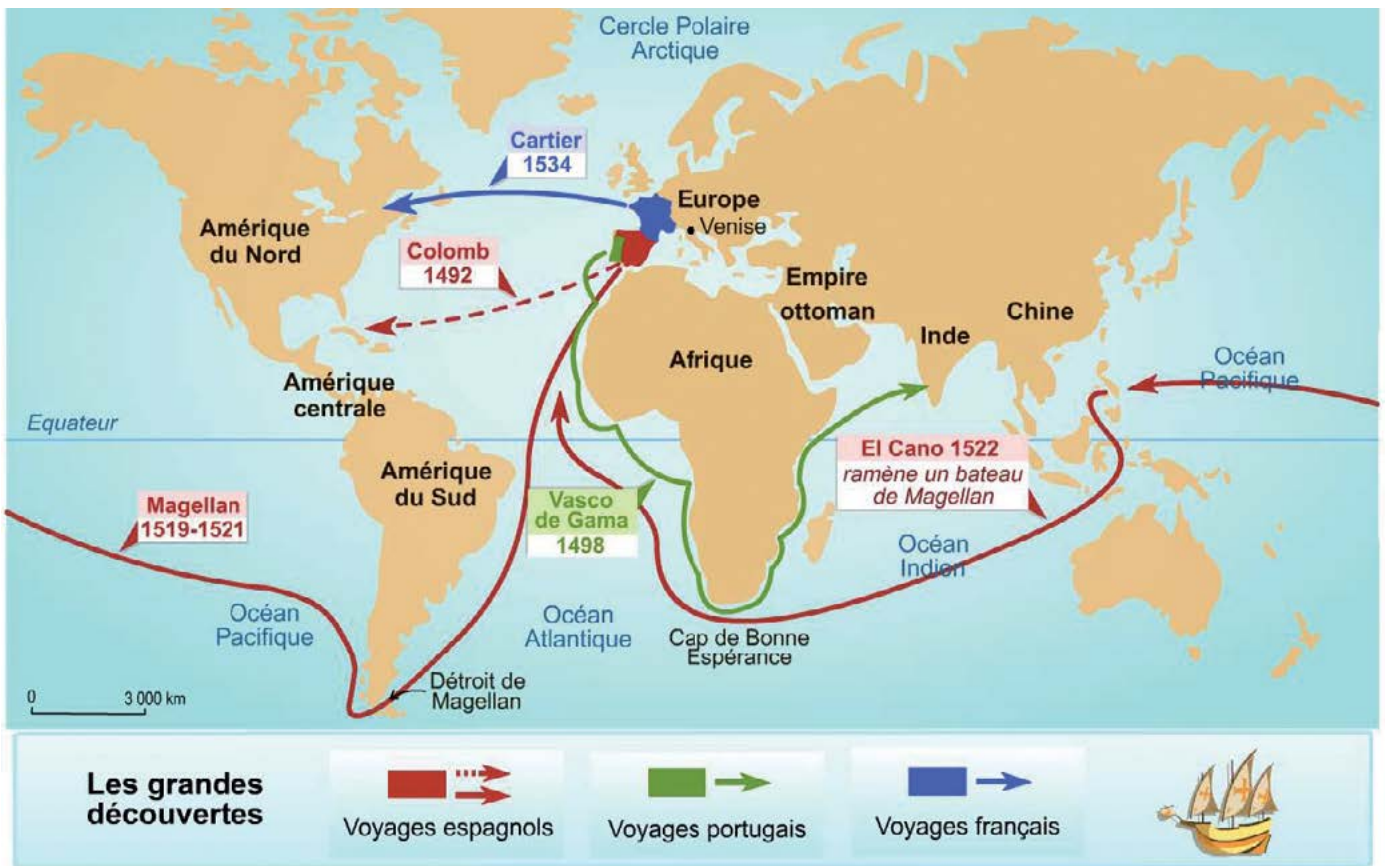 Cercle Polaire
Arctique
Cartier
1534
Europe
Venise
Amérique
du Nord
Colomb
1492
Empire
ottoman
Chine
Inde
Afrique
Océan
Pacifique
Amérique
centrale
Equateur
El Cano 1522
ramène un bateau
de Magellan
Amérique
du Sud
Magellan
1519-1521
Vasco
de Gama
1498
Océan
Indien
Océan
Pacifique
Océan
Atlantique
Cap de Bonne
Espérance
Détroit de
Magellan
0 3 000 km
Les grandes
découvertes
Voyages espagnols
Voyages portugais
Voyages français